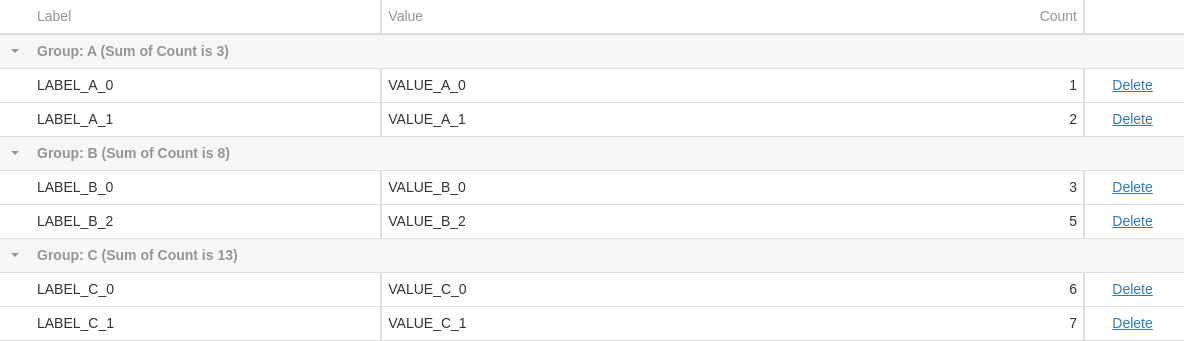 Label Value Count
Group: A (Sum of Count is 3)
LABEL_A_0 VALUE_A_0 1 Delete
LABEL_A_1 VALUE_A_1 2 Delete
Group: B (Sum of Count is 8)
LABEL_B_0 VALUE_B_0 3 Delete
LABEL_B_2 VALUE_B_2 5 Delete
Group: C (Sum of Count is 13)
LABEL_C_0 VALUE_C_0 6 Delete
LABEL_C_1 VALUE_C_1 7 Delete